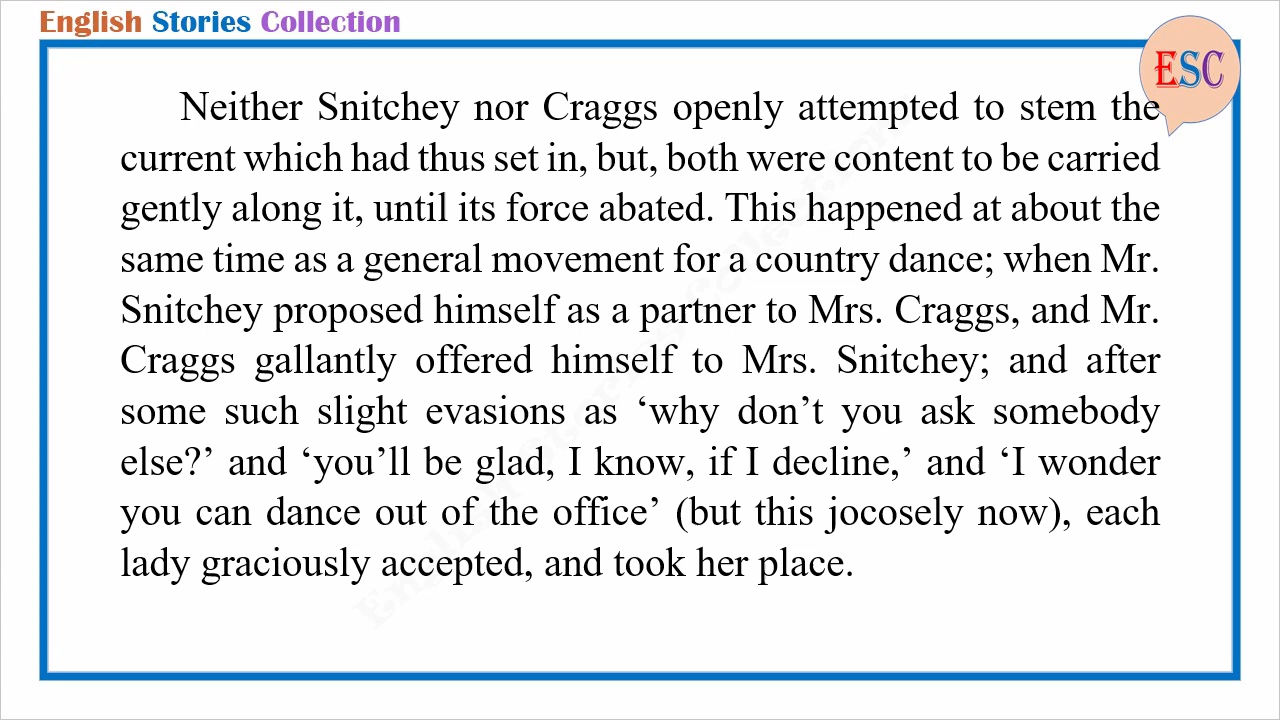 English Stories Collection
ESC
Neither Snitchey nor Craggs openly attempted to stem the
current which had thus set in, but, both were content to be carried
gently along it, until its force abated. This happened at about the
same time as a general movement for a country dance; when Mr.
Snitchey proposed himself as a partner to Mrs. Craggs, and Mr.
Craggs gallantly offered himself to Mrs. Snitchey; and after
some such slight evasions as ‘why don’t you ask somebody
else?’ and ‘you’ll be glad, I know, if I decline,’ and ‘I wonder
you can dance out of the office’ (but this jocosely now), each
lady graciously accepted, and took her place.